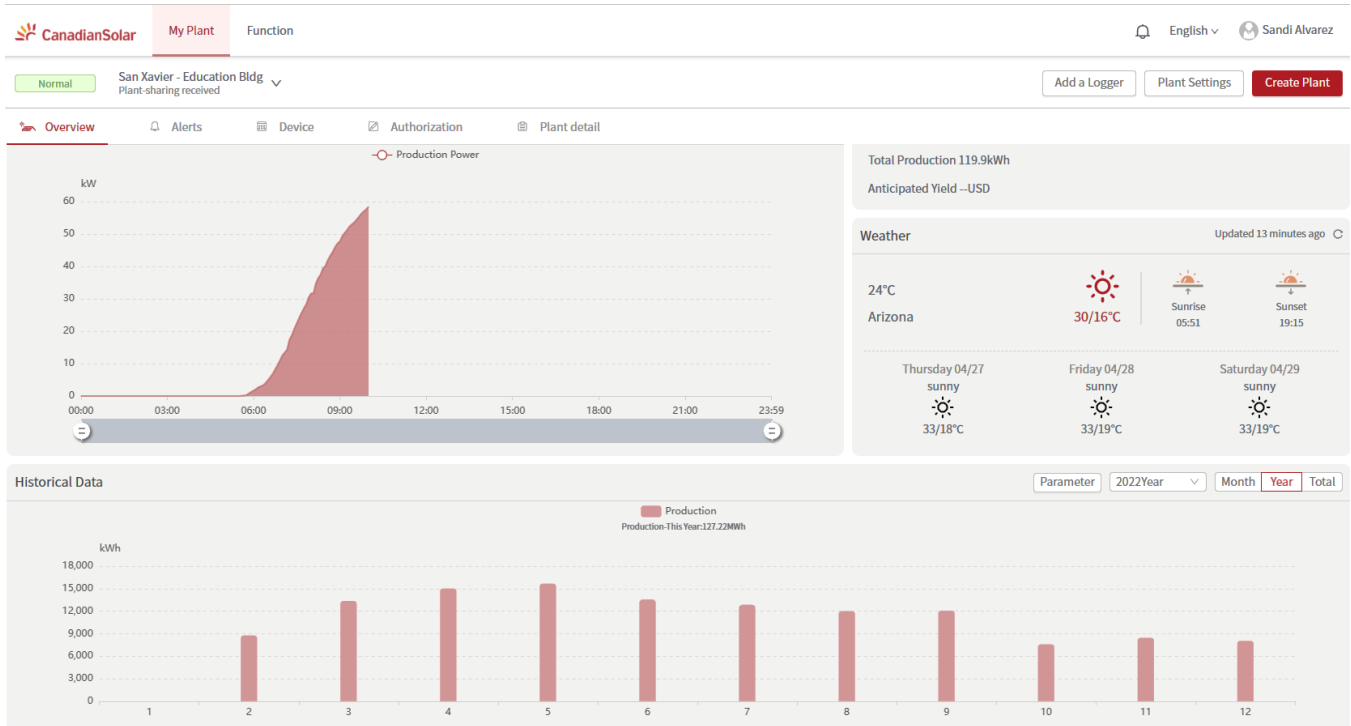 CanadianSolar My Plant Function English Sandi Alvarez
Normal San Xavier - Education Bldg Add a Logger Plant Settings Create Plant
Plant-sharing received
Overview Alerts Device Authorization Plant detail
Production Power
kW
60
50
40
30
20
10
0
00:00 03:00 06:00 09:00 12:00 15:00 18:00 21:00 23:59
Total Production 119.9kWh
Anticipated Yield --USD
Weather Updated 13 minutes ago
24°C
Arizona
30/16°C
Sunrise
05:51
Sunset
19:15
Thursday 04/27 Friday 04/28 Saturday 04/29
sunny sunny sunny
33/18°C 33/19°C 33/19°C
Historical Data Parameter 2022Year Month Year Total
Production
Production-This Year:127.22MWh
kWh
18,000
15,000
12,000
9,000
6,000
3,000
0
1 2 3 4 5 6 7 8 9 10 11 12